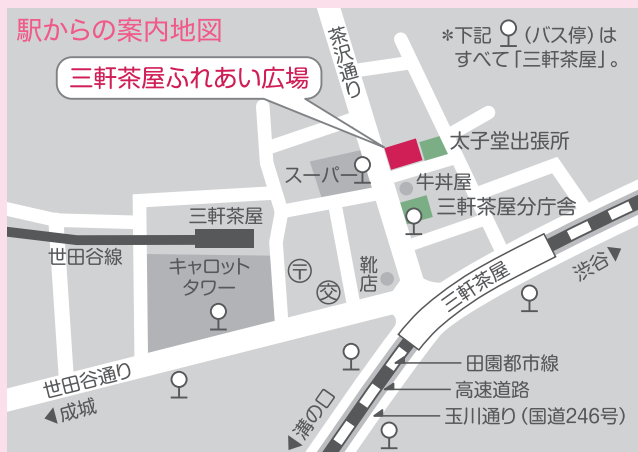 駅からの案内地図
茶沢通り
*下記 (バス停)は
すべて「三軒茶屋」。
三軒茶屋ふれあい広場
太子堂出張所
スーパー
牛丼屋
三軒茶屋分庁舎
三軒茶屋
世田谷線
キャロット
タワー
〒
交
靴店
三軒茶屋
渋谷▶
世田谷通り
◀成城
田園都市線
高速道路
玉川通り(国道246号)
◀溝の口